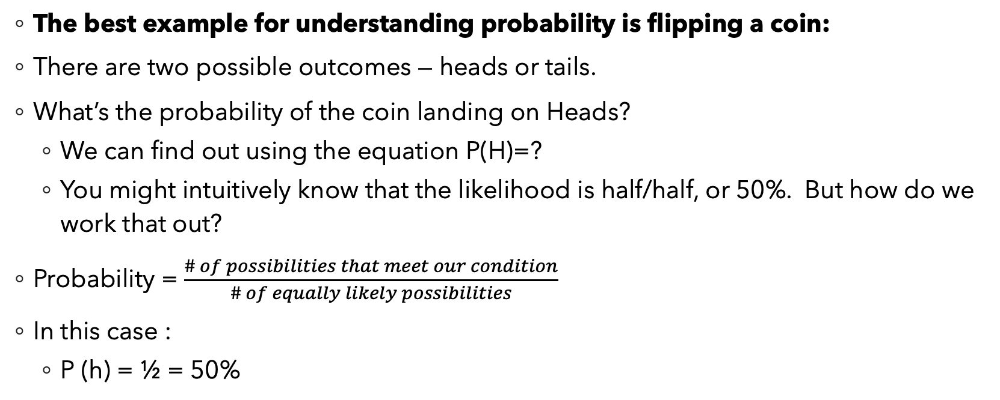 ◦ The best example for understanding probability is flipping a coin:
◦ There are two possible outcomes – heads or tails.
◦ What's the probability of the coin landing on Heads?
◦ We can find out using the equation P(H)=?
◦ You might intuitively know that the likelihood is half/half, or 50%.  But how do we
work that out?
◦ Probability = # of possibilities that meet our condition / # of equally likely possibilities
◦ In this case :
◦ P (h) = ½ = 50%